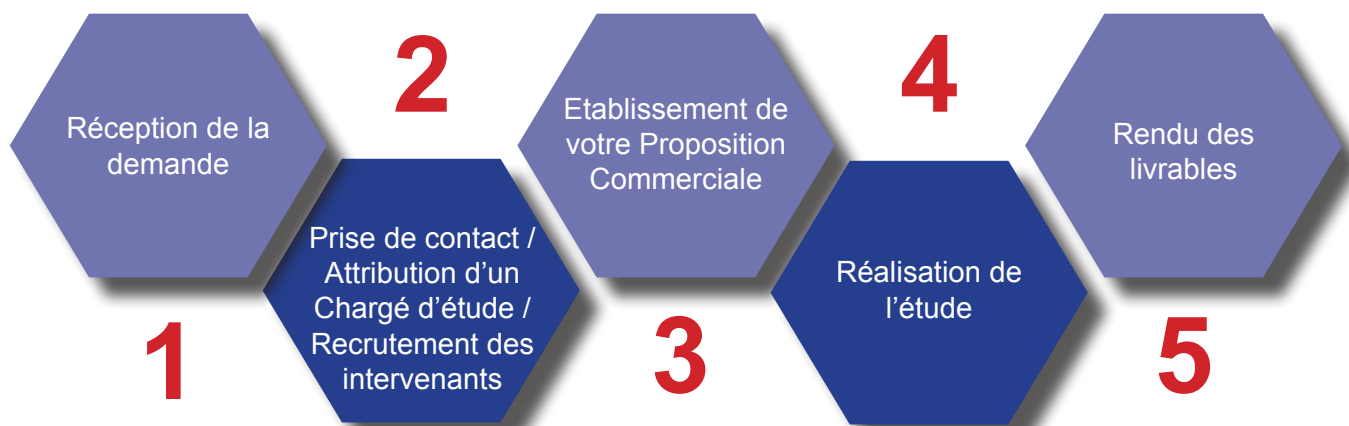 1
Réception de la
demande
2
Prise de contact /
Attribution d’un
Chargé d’étude /
Recrutement des
intervenants
3
Etablissement de
votre Proposition
Commerciale
4
Réalisation de
l’étude
5
Rendu des
livrables